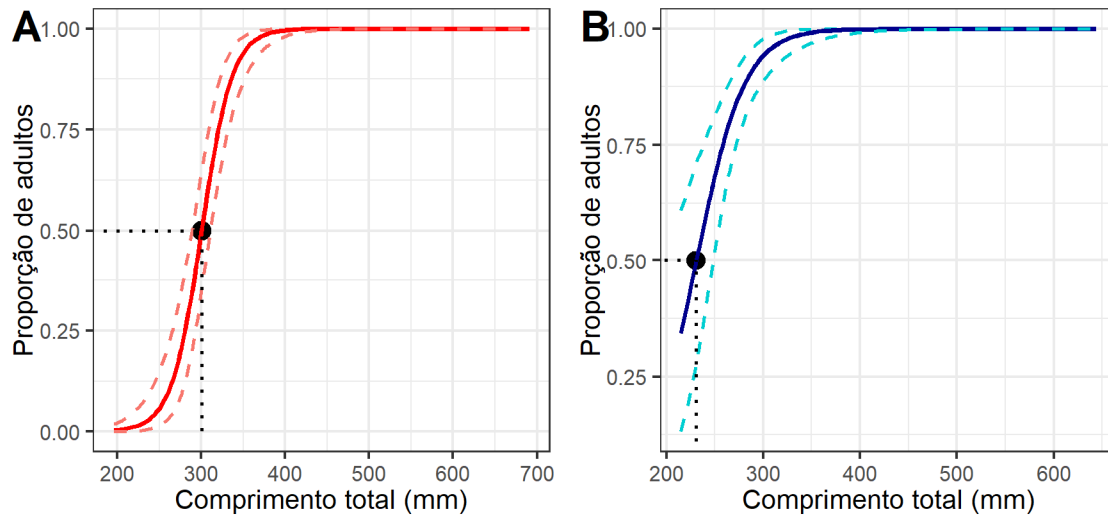 A
1.00
0.75
0.50
0.25
0.00
Proporção de adultos
200 300 400 500 600 700
Comprimento total (mm)
B
1.00
0.75
0.50
0.25
Proporção de adultos
200 300 400 500 600
Comprimento total (mm)